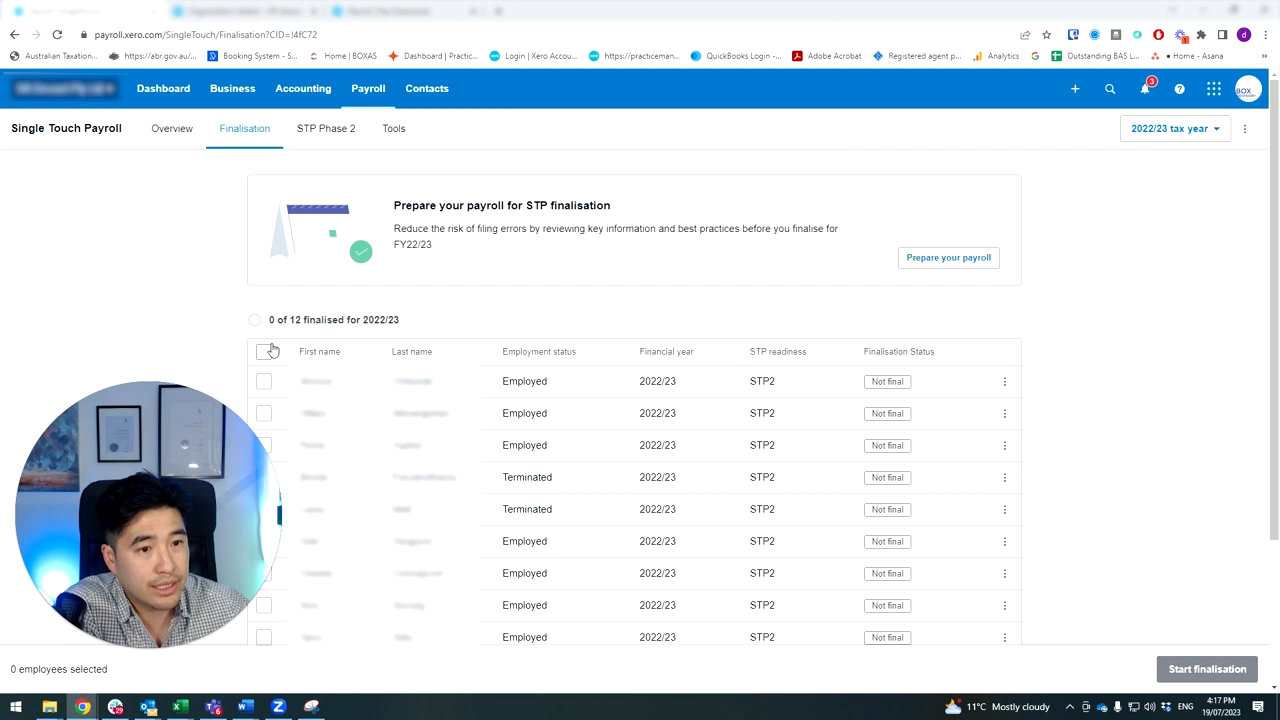 payroll.xero.com/SingleTouch/Finalisation?CID=!4fC72
Australian Taxation... https://abr.gov.au/... Booking System - S... Home | BOXAS Dashboard | Practic... Login | Xero Accou... https://practiceman... QuickBooks Login -... Adobe Acrobat Registered agent p... Analytics Outstanding BAS L... • Home - Asana »
Dashboard Business Accounting Payroll Contacts 3
Single Touch Payroll Overview Finalisation STP Phase 2 Tools 2022/23 tax year
Prepare your payroll for STP finalisation
Reduce the risk of filing errors by reviewing key information and best practices before you finalise for
FY22/23
Prepare your payroll
0 of 12 finalised for 2022/23
First name Last name Employment status Financial year STP readiness Finalisation Status
Employed 2022/23 STP2 Not final
Employed 2022/23 STP2 Not final
Employed 2022/23 STP2 Not final
Terminated 2022/23 STP2 Not final
Terminated 2022/23 STP2 Not final
Employed 2022/23 STP2 Not final
Employed 2022/23 STP2 Not final
Employed 2022/23 STP2 Not final
Employed 2022/23 STP2 Not final
0 employees selected Start finalisation
11°C Mostly cloudy ENG 4:17 PM
19/07/2023